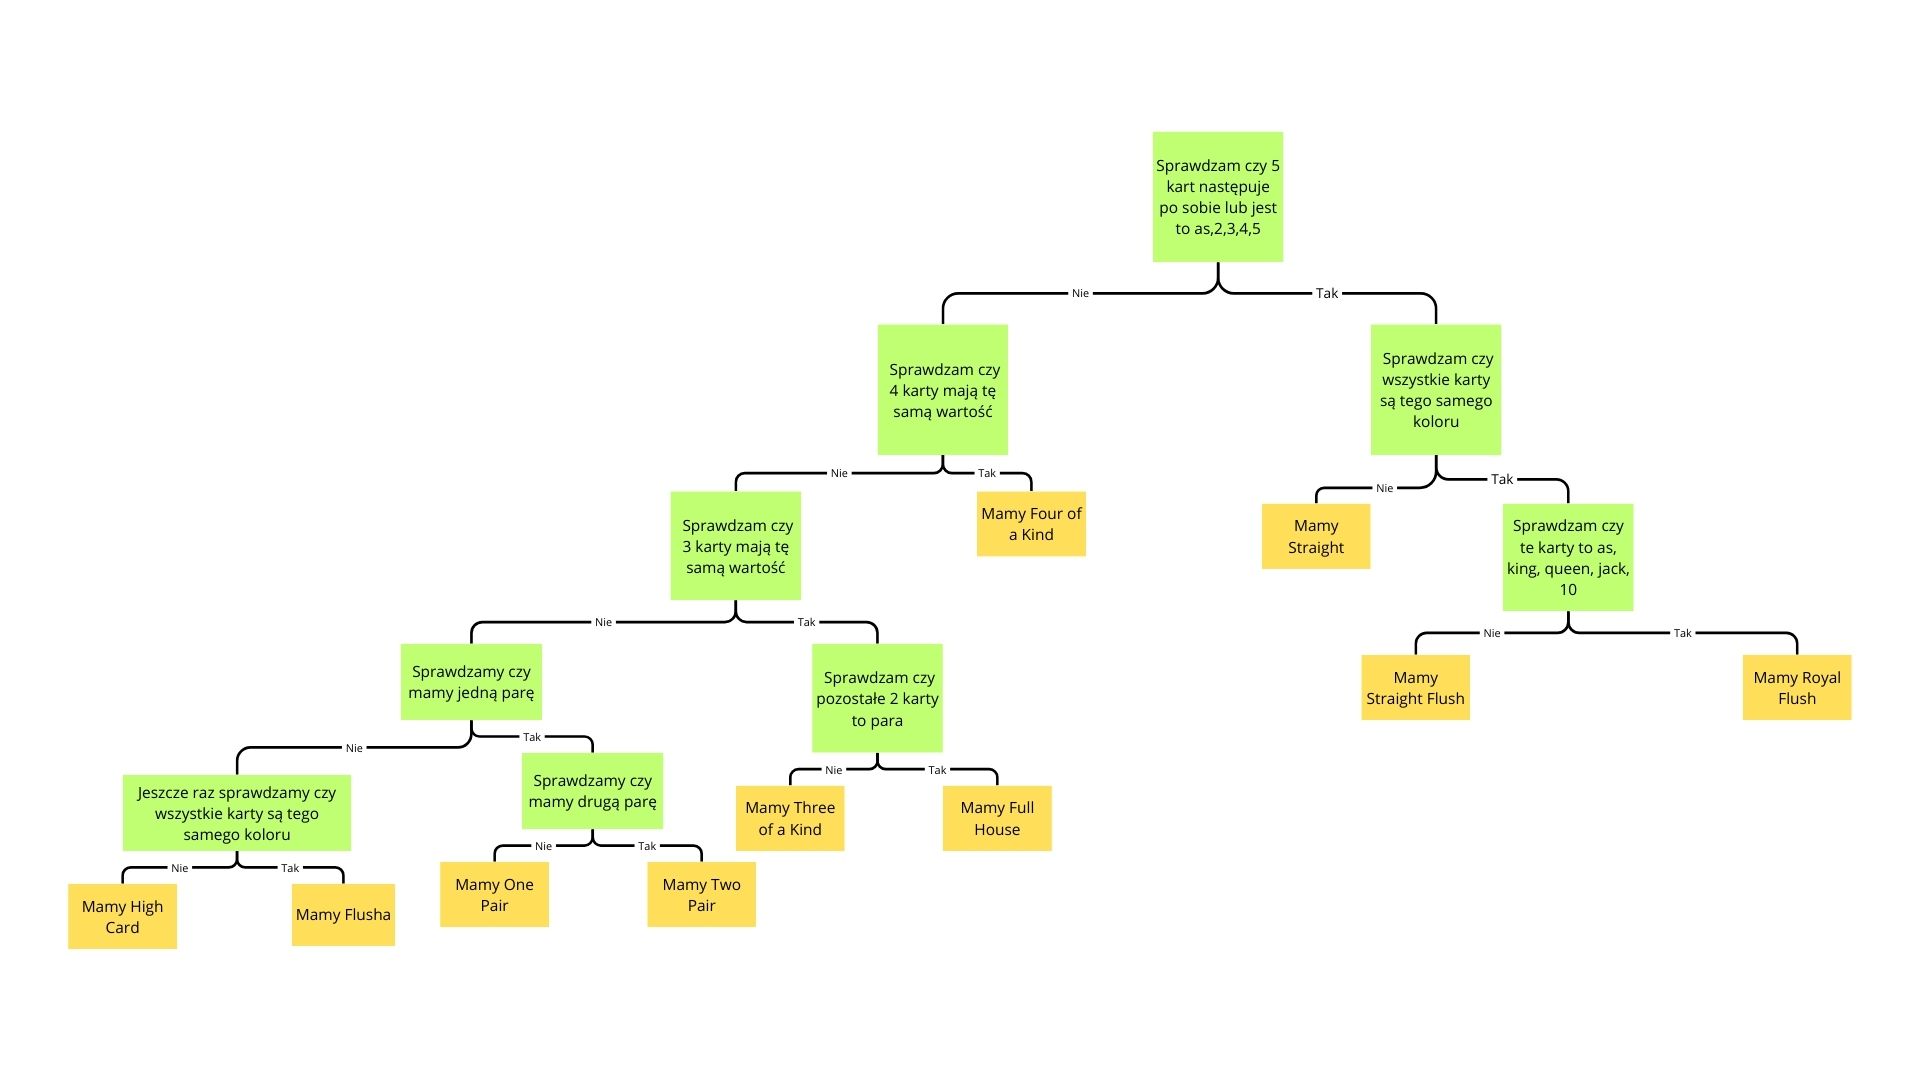 Sprawdzam czy 5
kart następuje
po sobie lub jest
to as,2,3,4,5
Nie
Tak
Sprawdzam czy
4 karty mają tę
samą wartość
Sprawdzam czy
wszystkie karty
są tego samego
koloru
Nie
Tak
Nie
Tak
Sprawdzam czy
3 karty mają tę
samą wartość
Mamy Four of
a Kind
Mamy
Straight
Sprawdzam czy
te karty to as,
king, queen, jack,
10
Nie
Tak
Nie
Tak
Sprawdzamy czy
mamy jedną parę
Sprawdzam czy
pozostałe 2 karty
to para
Mamy
Straight Flush
Mamy Royal
Flush
Nie
Tak
Nie
Tak
Jeszcze raz sprawdzamy czy
wszystkie karty są tego
samego koloru
Sprawdzamy czy
mamy drugą parę
Mamy Three
of a Kind
Mamy Full
House
Nie
Tak
Nie
Tak
Mamy High
Card
Mamy Flusha
Mamy One
Pair
Mamy Two
Pair